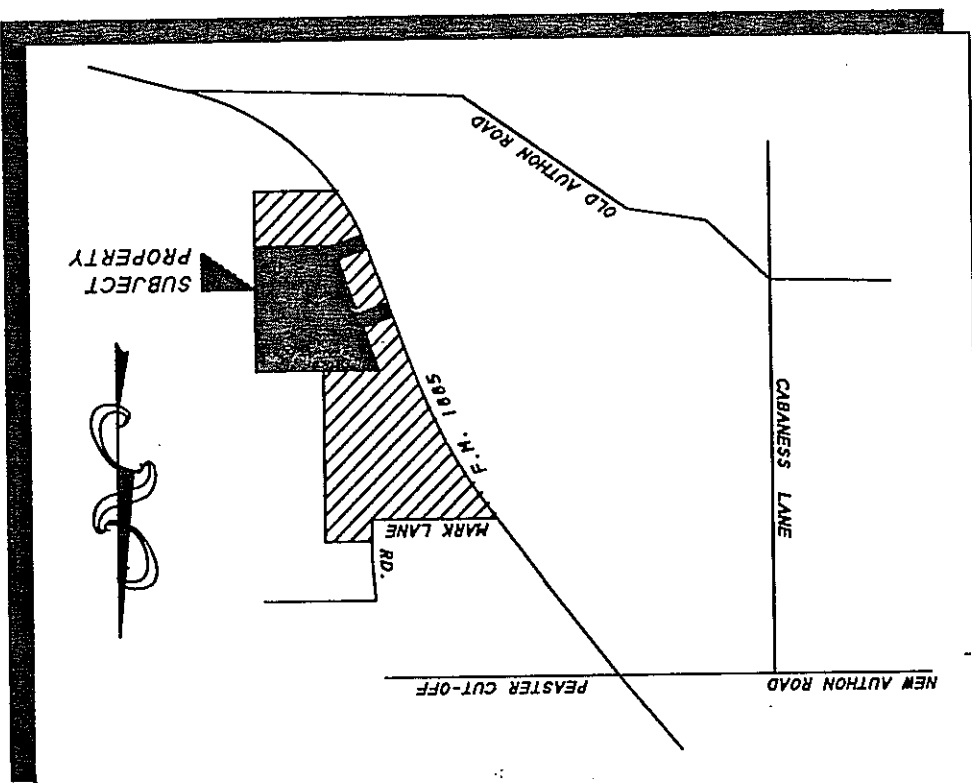 NEW AUTHON ROAD
PEASTER CUT-OFF
RD.
MARK LANE
CABANESS LANE
F.M. 1885
SUBJECT
PROPERTY
OLD AUTHON ROAD